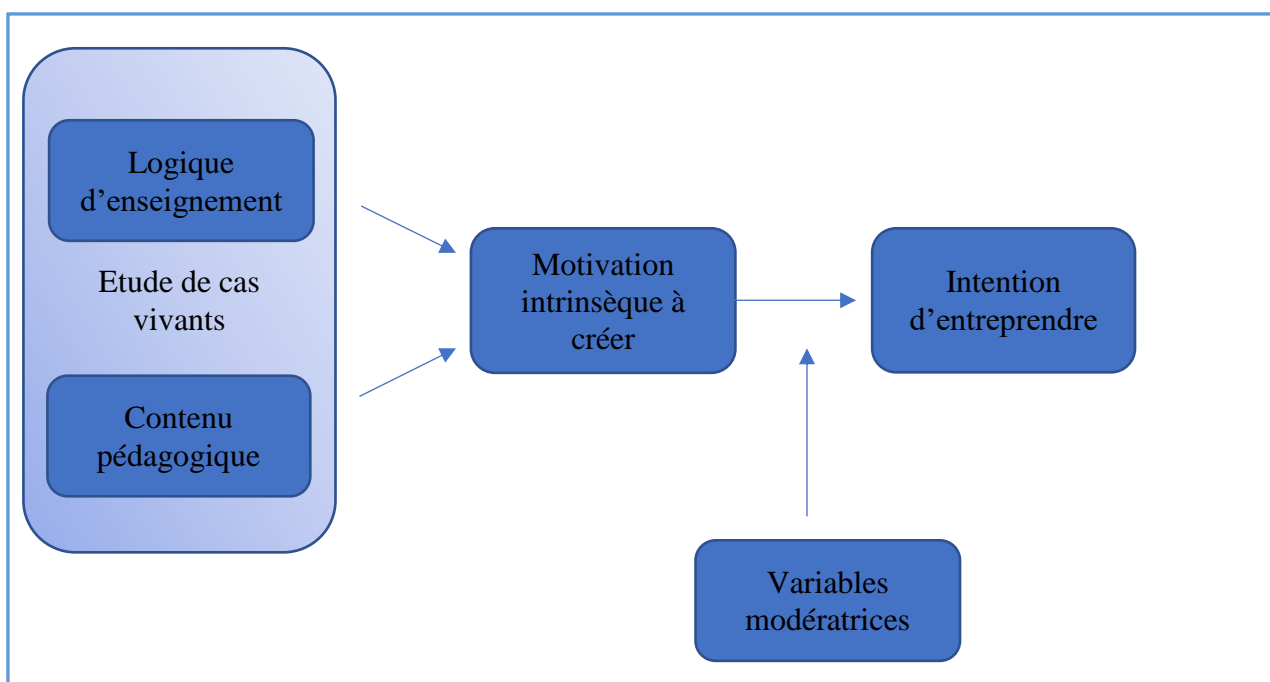 Logique
d’enseignement
Etude de cas
vivants
Contenu
pédagogique
Motivation
intrinsèque à
créer
Intention
d’entreprendre
Variables
modératrices